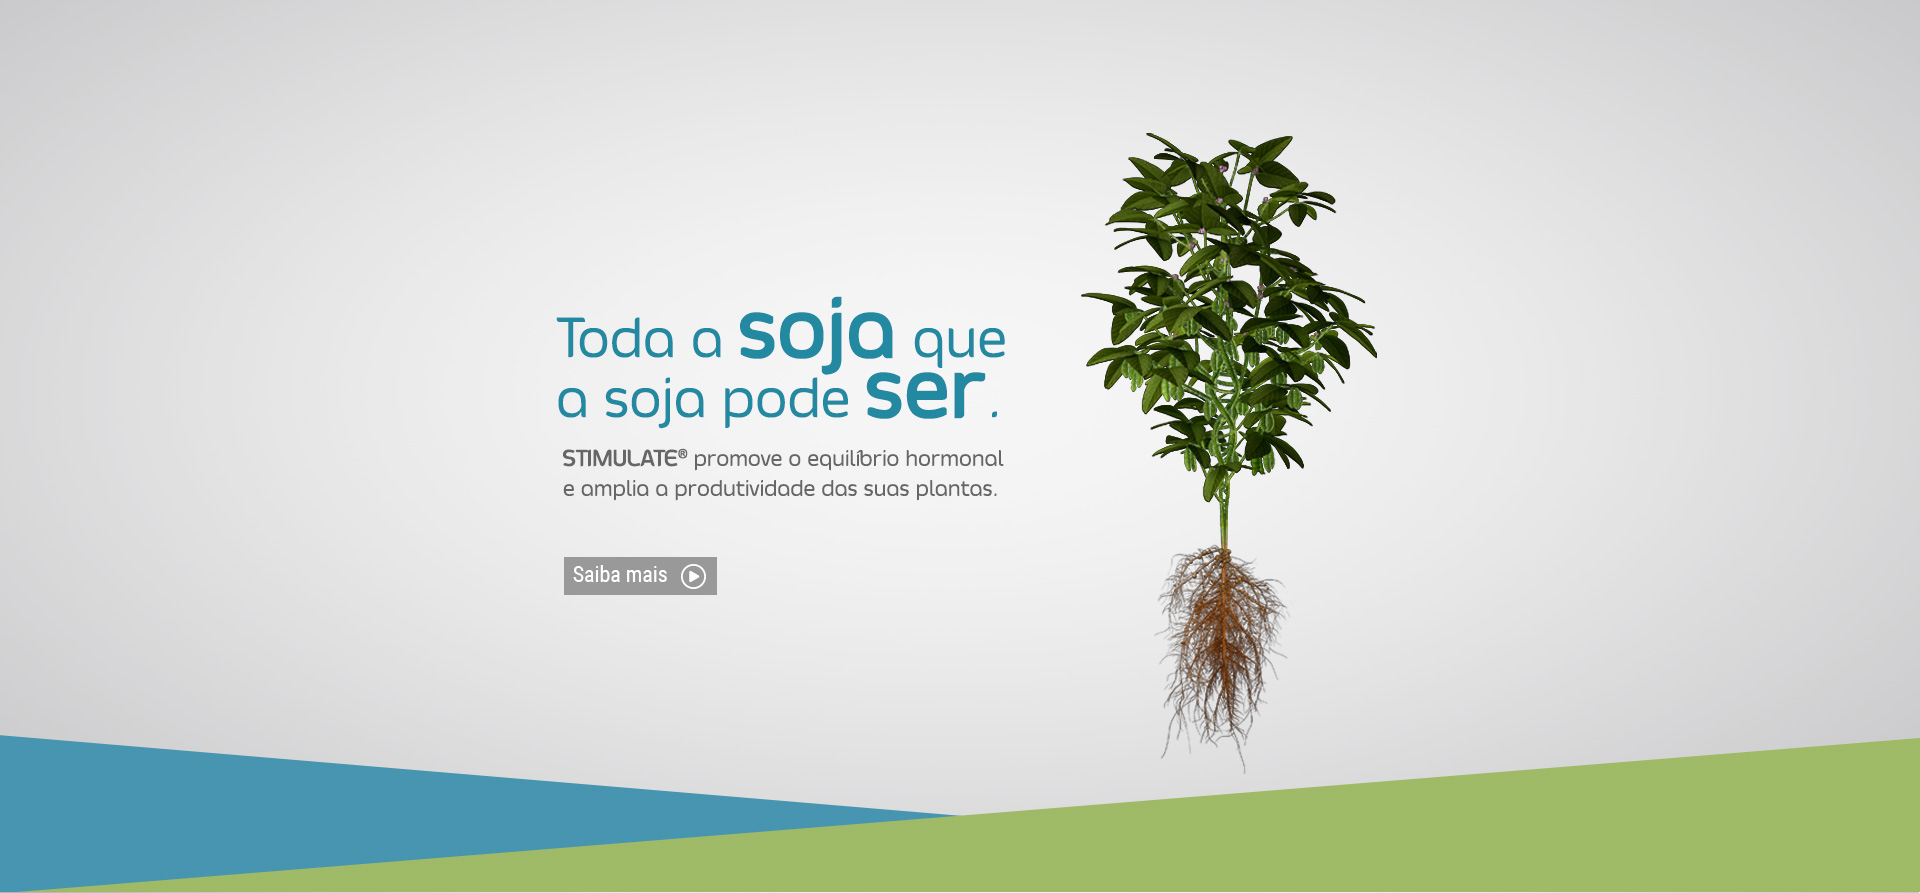 Toda a soja que
a soja pode ser.
STIMULATE® promove o equilíbrio hormonal
e amplia a produtividade das suas plantas.
Saiba mais